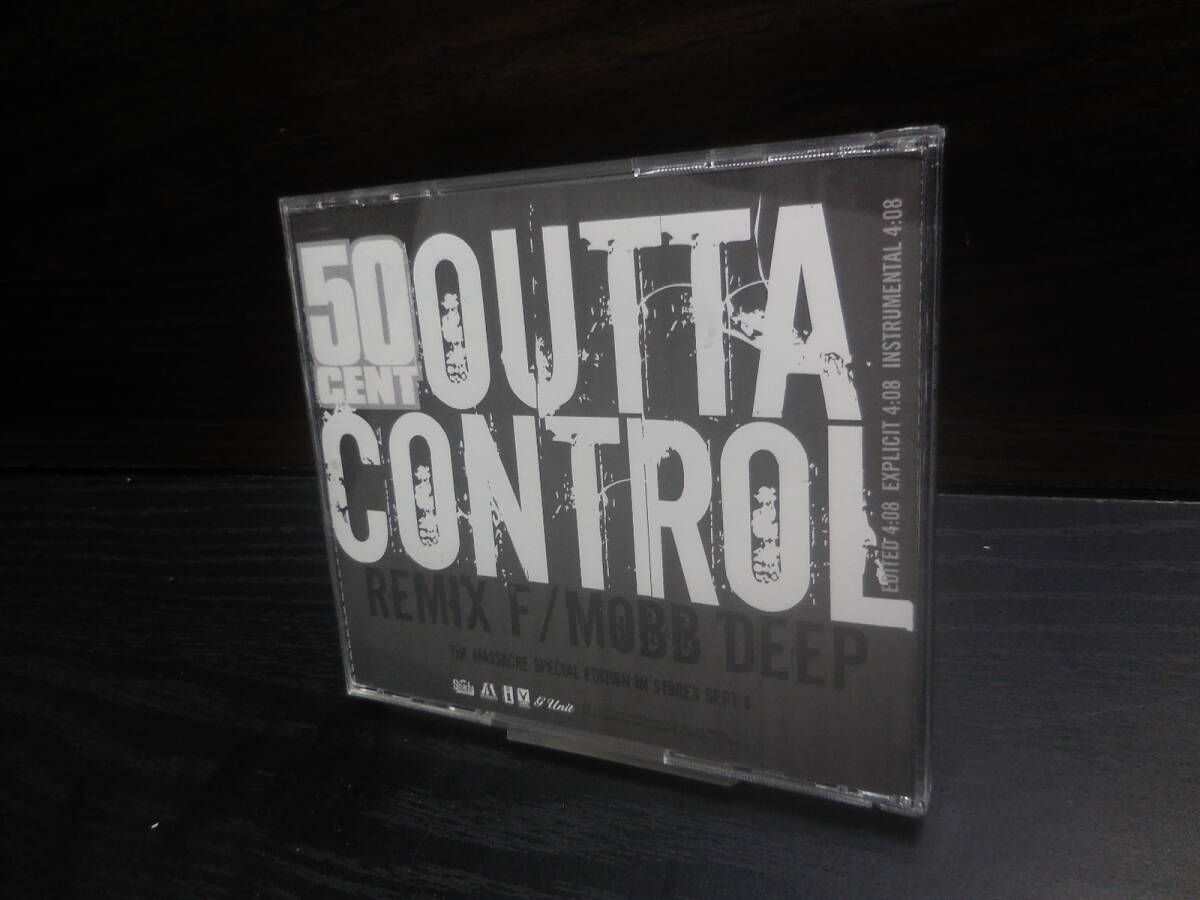 50 CENT
OUTTA
CONTROL
REMIX F/MOBB DEEP
THE MASSACRE SPECIAL EDITION IN STORES SEPT 6
G Unit
EDITED 4:08 EXPLICIT 4:08 INSTRUMENTAL 4:08